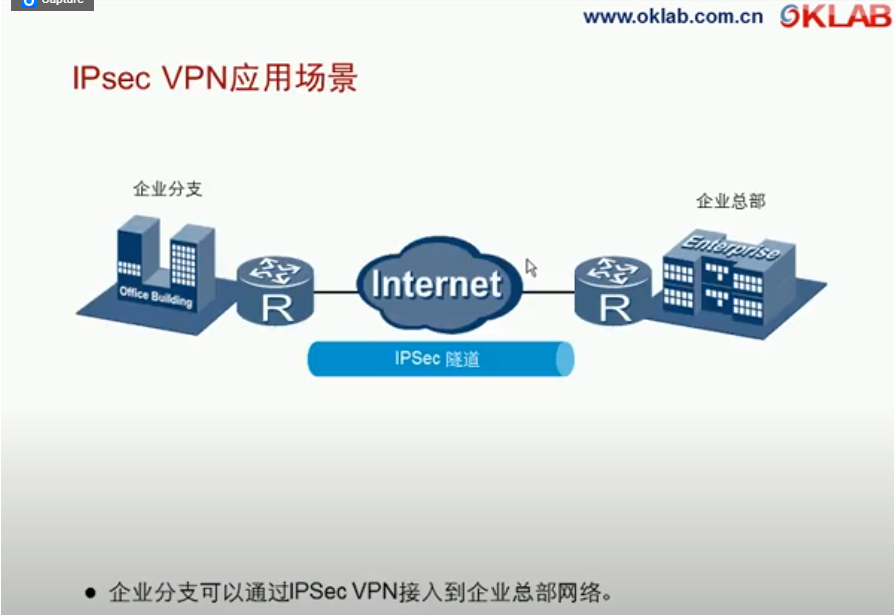 Capture
www.oklab.com.cn OKLAB
IPsec VPN应用场景
企业分支
企业总部
Enterprise
Internet
Office Building
R
R
IPSec 隧道
● 企业分支可以通过IPSec VPN接入到企业总部网络。